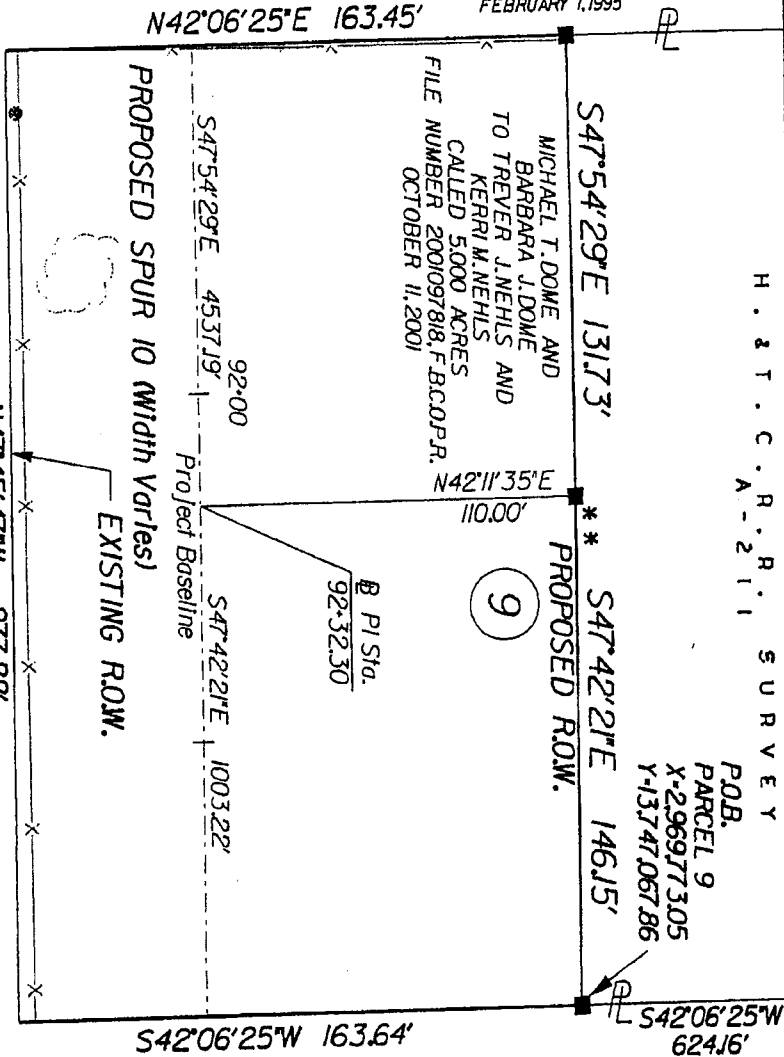 N42°06'25"E 163.45'
FEBRUARY 1, 1995
PL
H. & T. C. R. R. SURVEY
A-211
S47°54'29"E 131.73'
MICHAEL T. DOME AND
BARBARA J. DOME
TO TREVER J. NEHLS AND
KERRI M. NEHLS
CALLED 5.000 ACRES
FILE NUMBER 2001097818, F.B.C.O.P.R.
OCTOBER 11, 2001
**
S47°42'21"E 146.15'
PROPOSED R.O.W.
9
P.O.B.
PARCEL 9
X=2,969,773.05
Y=13,747,067.86
PL
S42°06'25"W
624.16'
N42°11'35"E
110.00'
B PI Sta.
92+32.30
S47°54'29"E 4537.19'
92+00
Project Baseline
S47°42'21"E 1003.22'
PROPOSED SPUR 10 (Width Varies)
EXISTING R.O.W.
S42°06'25"W 163.64'